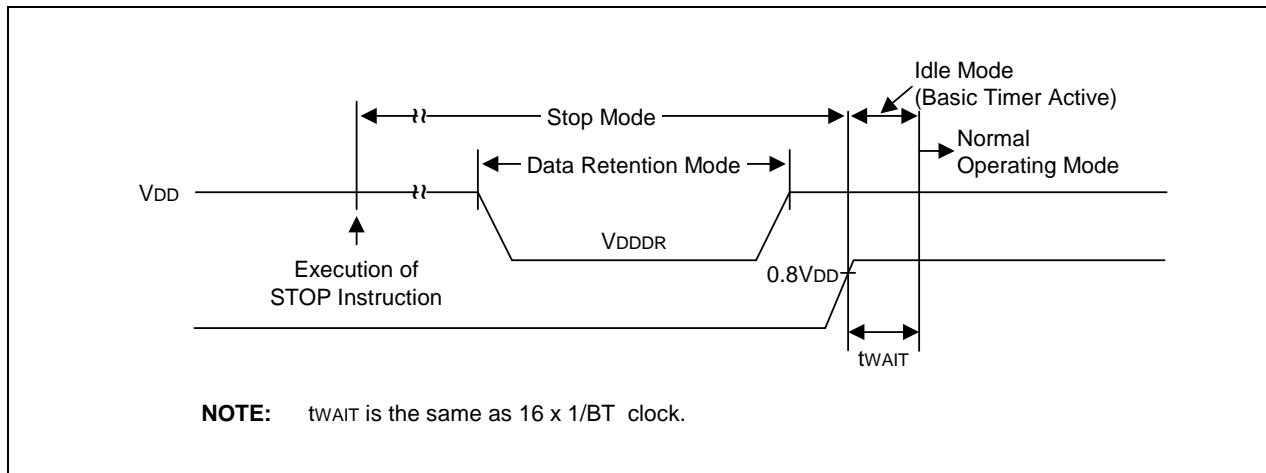 Idle Mode
(Basic Timer Active)
Stop Mode
Normal
Operating Mode
Data Retention Mode
VDD
VDDDR
Execution of
STOP Instruction
0.8VDD
tWAIT
NOTE: tWAIT is the same as 16 x 1/BT clock.